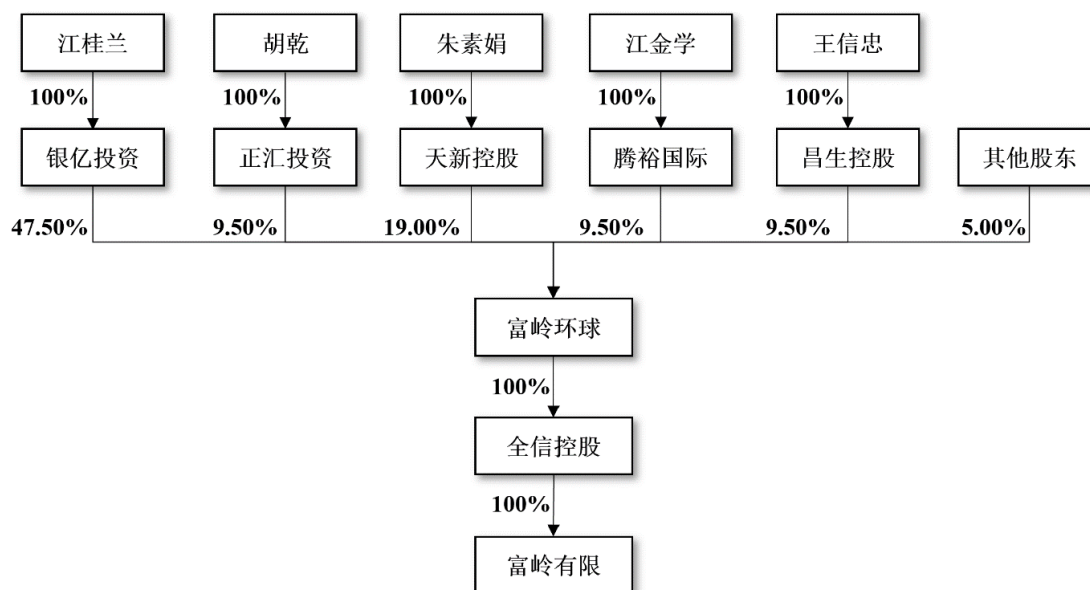 江桂兰 胡乾 朱素娟 江金学 王信忠
100% 100% 100% 100% 100%
银亿投资 正汇投资 天新控股 腾裕国际 昌生控股 其他股东
47.50% 9.50% 19.00% 9.50% 9.50% 5.00%
富岭环球
100%
全信控股
100%
富岭有限